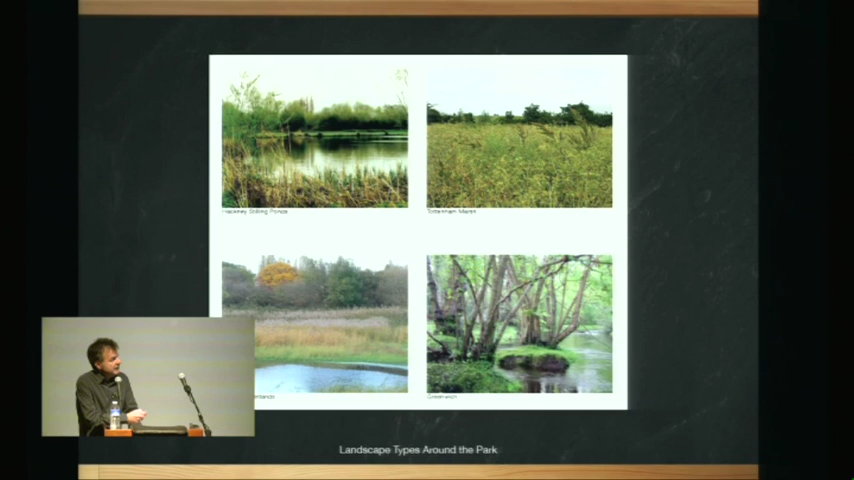 Hackney Stilling Ponds
Tottenham Marsh
Greenwich
Landscape Types Around the Park